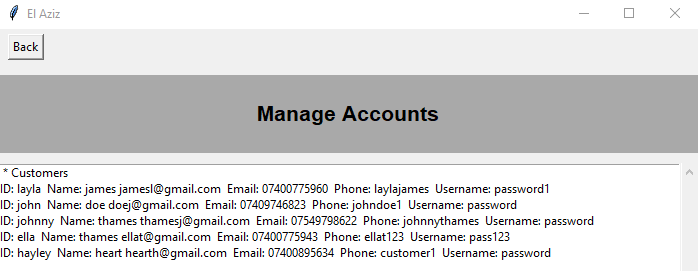 El Aziz
Back
Manage Accounts
* Customers
ID: layla Name: james jamesl@gmail.com Email: 07400775960 Phone: laylajames Username: password1
ID: john Name: doe doej@gmail.com Email: 07409746823 Phone: johndoe1 Username: password
ID: johnny Name: thames thamesj@gmail.com Email: 07549798622 Phone: johnnythames Username: password
ID: ella Name: thames ellat@gmail.com Email: 07400775943 Phone: ellat123 Username: pass123
ID: hayley Name: heart hearth@gmail.com Email: 07400895634 Phone: customer1 Username: password